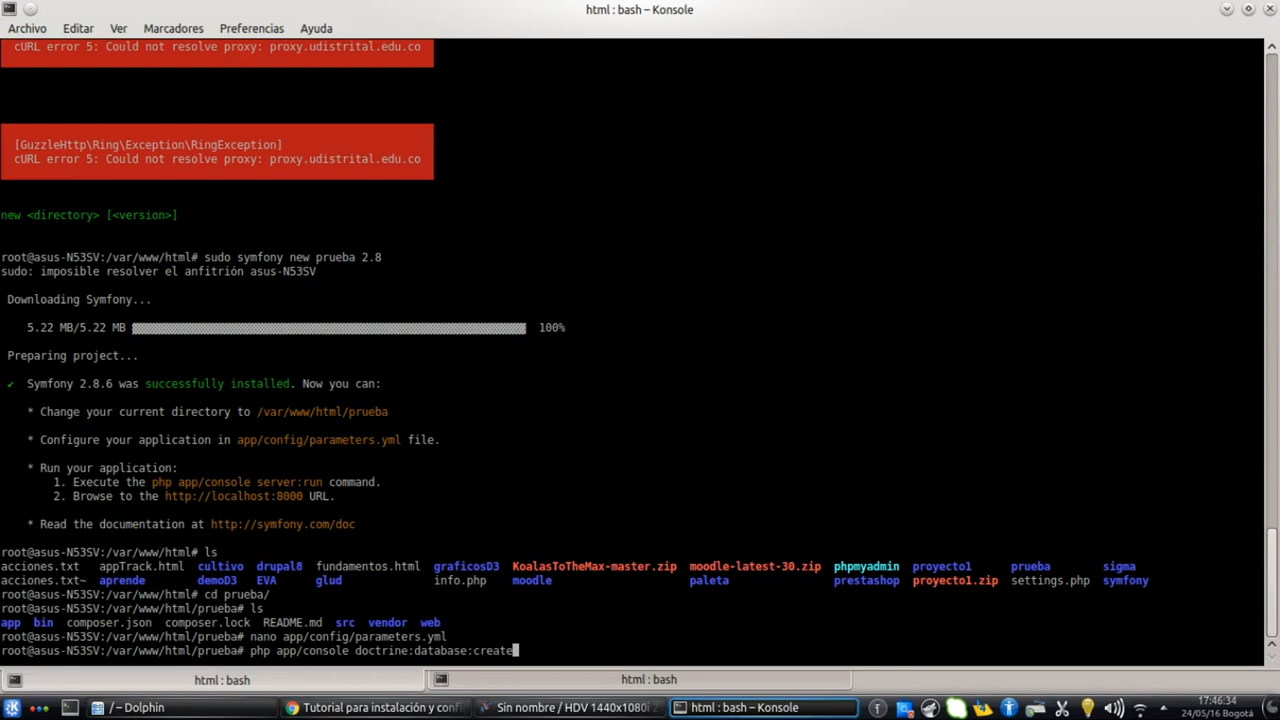 html : bash – Konsole
Archivo Editar Ver Marcadores Preferencias Ayuda
cURL error 5: Could not resolve proxy: proxy.udistrital.edu.co
[GuzzleHttp\Ring\Exception\RingException]
cURL error 5: Could not resolve proxy: proxy.udistrital.edu.co
new <directory> [<version>]
root@asus-N53SV:/var/www/html# sudo symfony new prueba 2.8
sudo: imposible resolver el anfitrión asus-N53SV
Downloading Symfony...
5.22 MB/5.22 MB 100%
Preparing project...
✔ Symfony 2.8.6 was successfully installed. Now you can:
* Change your current directory to /var/www/html/prueba
* Configure your application in app/config/parameters.yml file.
* Run your application:
1. Execute the php app/console server:run command.
2. Browse to the http://localhost:8000 URL.
* Read the documentation at http://symfony.com/doc
root@asus-N53SV:/var/www/html# ls
acciones.txt appTrack.html cultivo drupal8 fundamentos.html graficosD3 KoalasToTheMax-master.zip moodle-latest-30.zip phpmyadmin proyecto1 prueba sigma
acciones.txt~ aprende demoD3 EVA glud info.php moodle paleta prestashop proyecto1.zip settings.php symfony
root@asus-N53SV:/var/www/html# cd prueba/
root@asus-N53SV:/var/www/html/prueba# ls
app bin composer.json composer.lock README.md src vendor web
root@asus-N53SV:/var/www/html/prueba# nano app/config/parameters.yml
root@asus-N53SV:/var/www/html/prueba# php app/console doctrine:database:create
html : bash html : bash
/ – Dolphin Tutorial para instalación y confi Sin nombre / HDV 1440x1080i 2 html : bash – Konsole 17:46:34
24/05/16 Bogotá